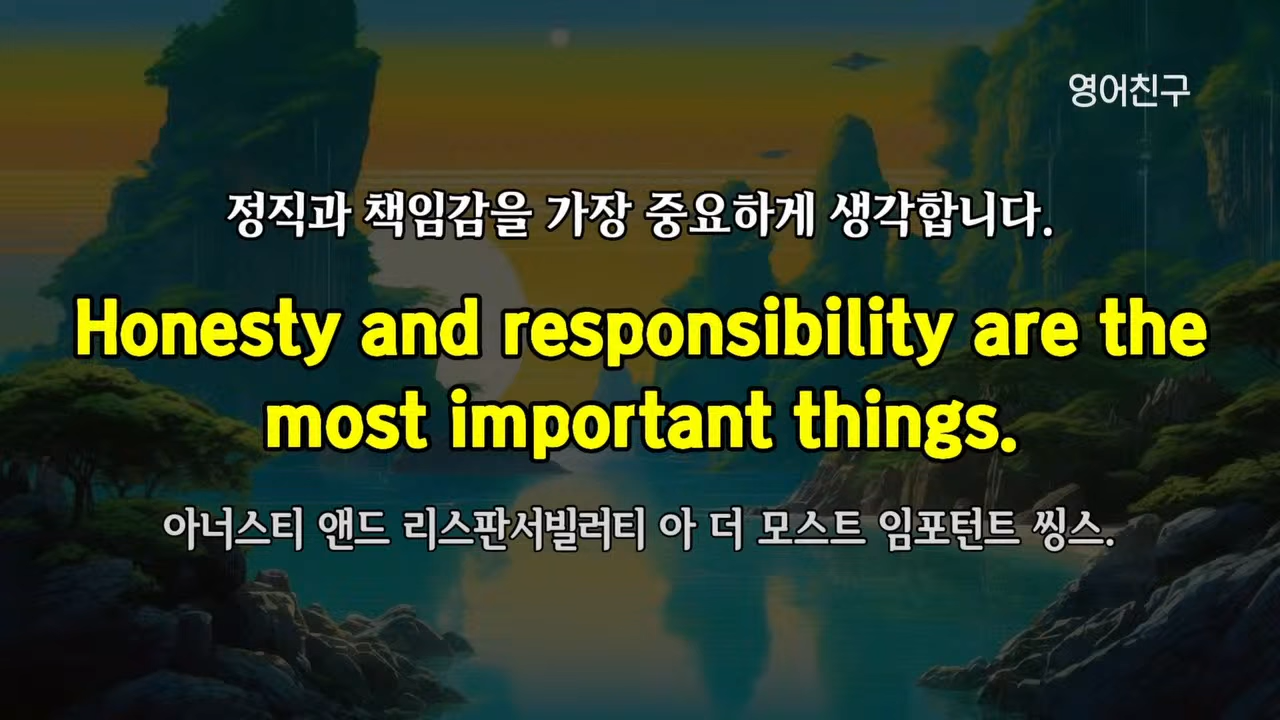 영어친구
정직과 책임감을 가장 중요하게 생각합니다.
Honesty and responsibility are the
most important things.
아너스티 앤드 리스판서빌러티 아 더 모스트 임포턴트 씽스.